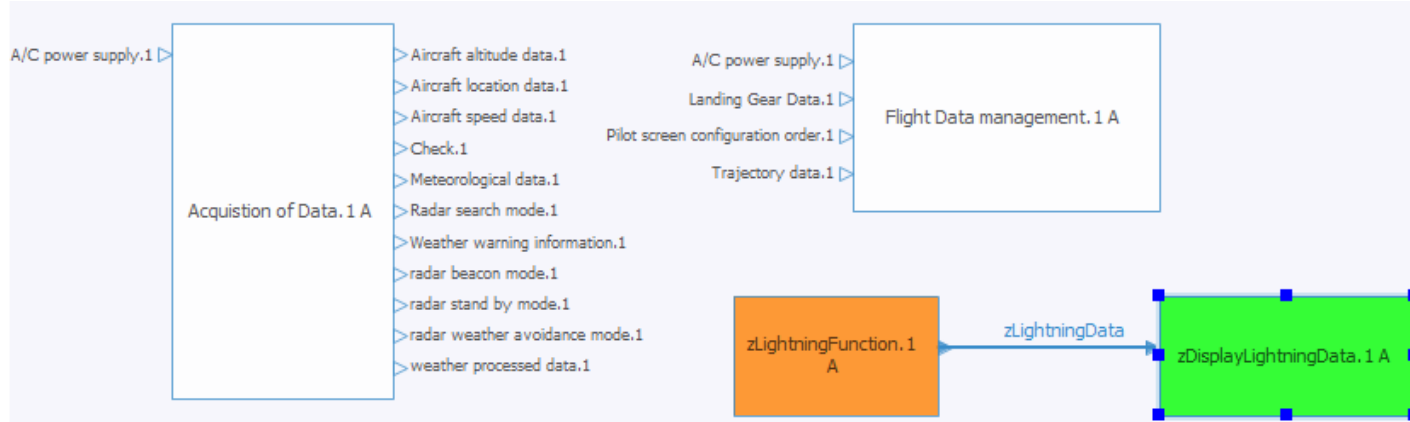 A/C power supply.1
Acquistion of Data.1 A
Aircraft altitude data.1
Aircraft location data.1
Aircraft speed data.1
Check.1
Meteorological data.1
Radar search mode.1
Weather warning information.1
radar beacon mode.1
radar stand by mode.1
radar weather avoidance mode.1
weather processed data.1
A/C power supply.1
Landing Gear Data.1
Pilot screen configuration order.1
Trajectory data.1
Flight Data management.1 A
zLightningFunction.1
A
zLightningData
zDisplayLightningData.1 A